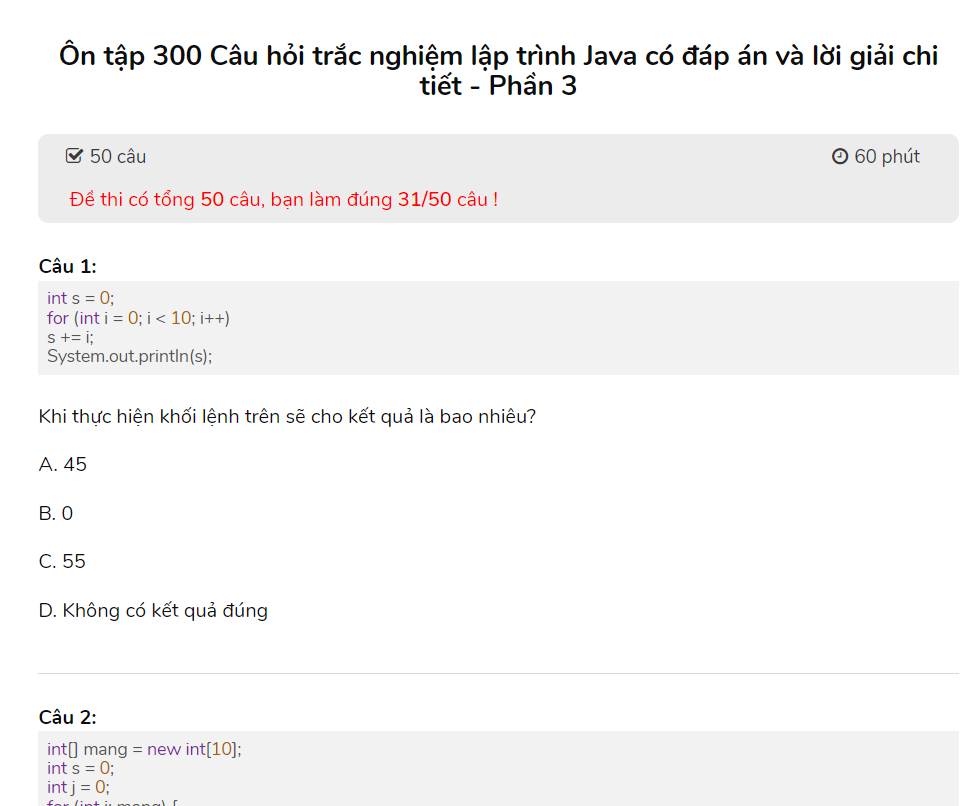 Ôn tập 300 Câu hỏi trắc nghiệm lập trình Java có đáp án và lời giải chi
tiết - Phần 3
50 câu
60 phút
Đề thi có tổng 50 câu, bạn làm đúng 31/50 câu !
Câu 1:
int s = 0;
for (int i = 0; i < 10; i++)
s += i;
System.out.println(s);
Khi thực hiện khối lệnh trên sẽ cho kết quả là bao nhiêu?
A. 45
B. 0
C. 55
D. Không có kết quả đúng
Câu 2:
int[] mang = new int[10];
int s = 0;
int j = 0;
for (int i: mang) {